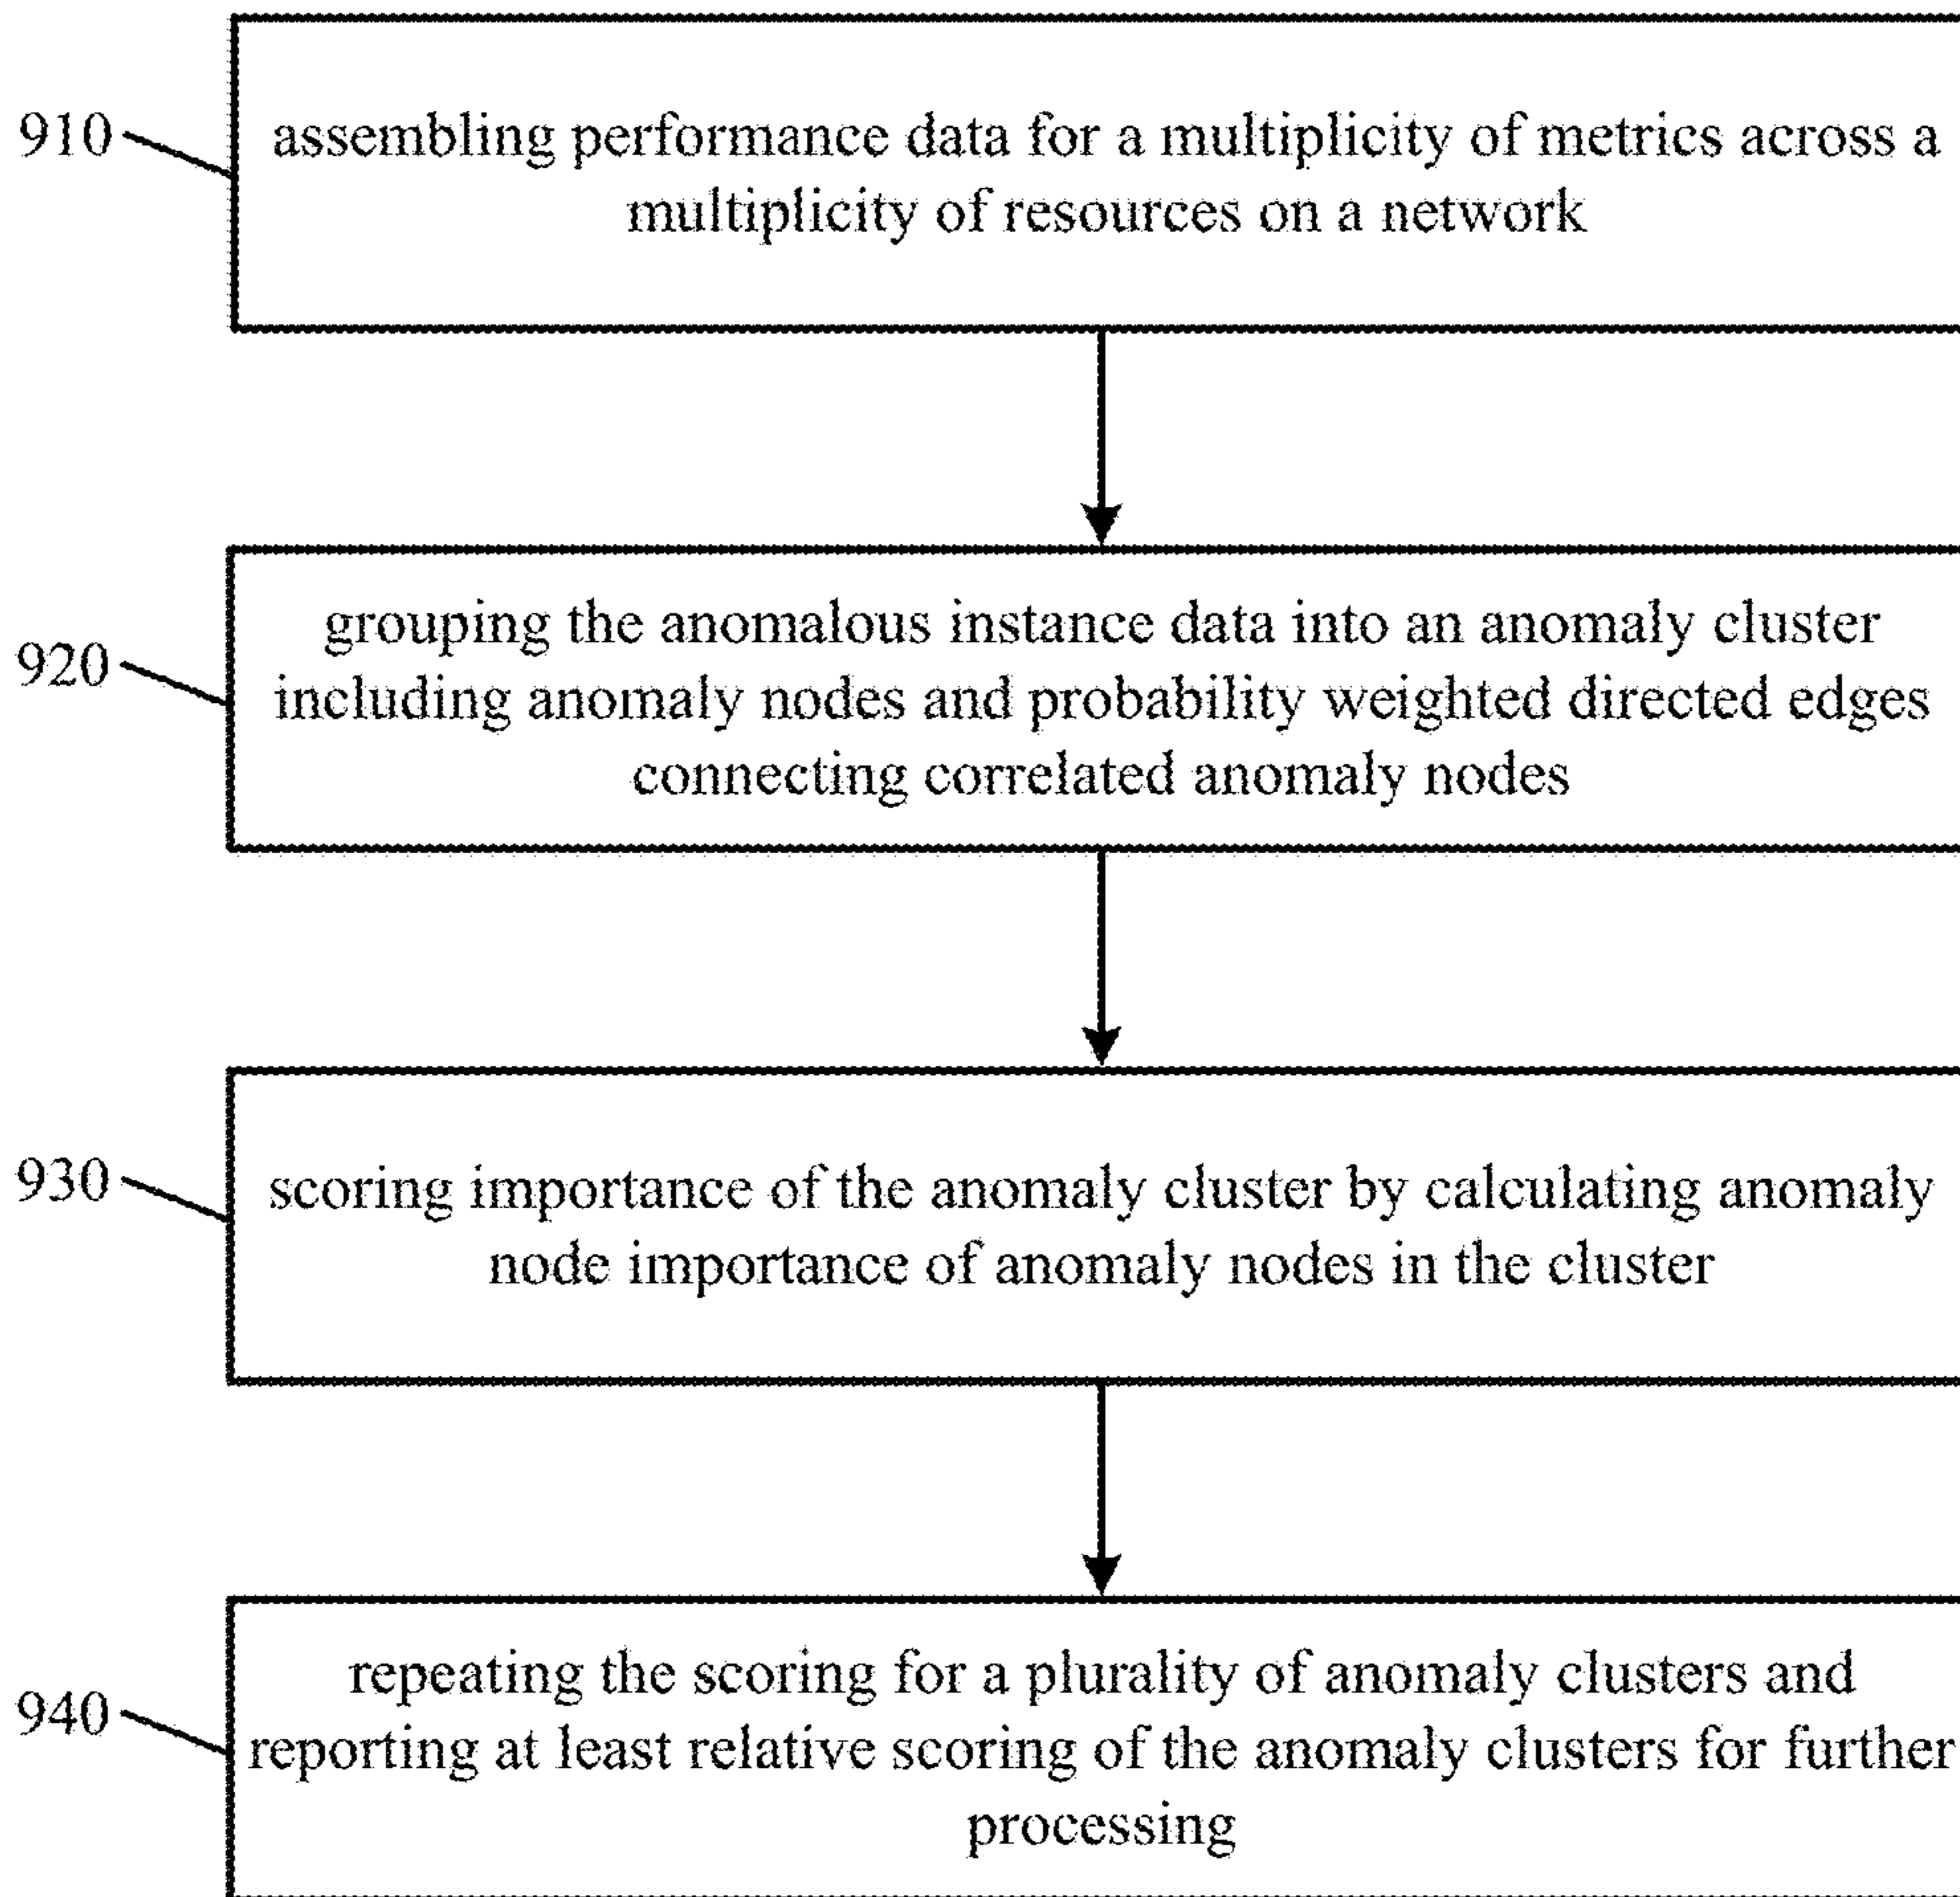 910
assembling performance data for a multiplicity of metrics across a
multiplicity of resources on a network
920
grouping the anomalous instance data into an anomaly cluster
including anomaly nodes and probability weighted directed edges
connecting correlated anomaly nodes
930
scoring importance of the anomaly cluster by calculating anomaly
node importance of anomaly nodes in the cluster
940
repeating the scoring for a plurality of anomaly clusters and
reporting at least relative scoring of the anomaly clusters for further
processing